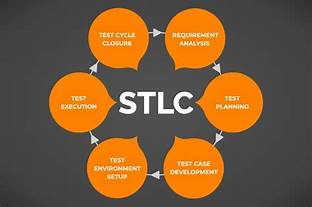 TEST CYCLE
CLOSURE
REQUIREMENT
ANALYSIS
TEST
EXECUTION
STLC
TEST
PLANNING
TEST
ENVIRONMENT
SETUP
TEST CASE
DEVELOPMENT